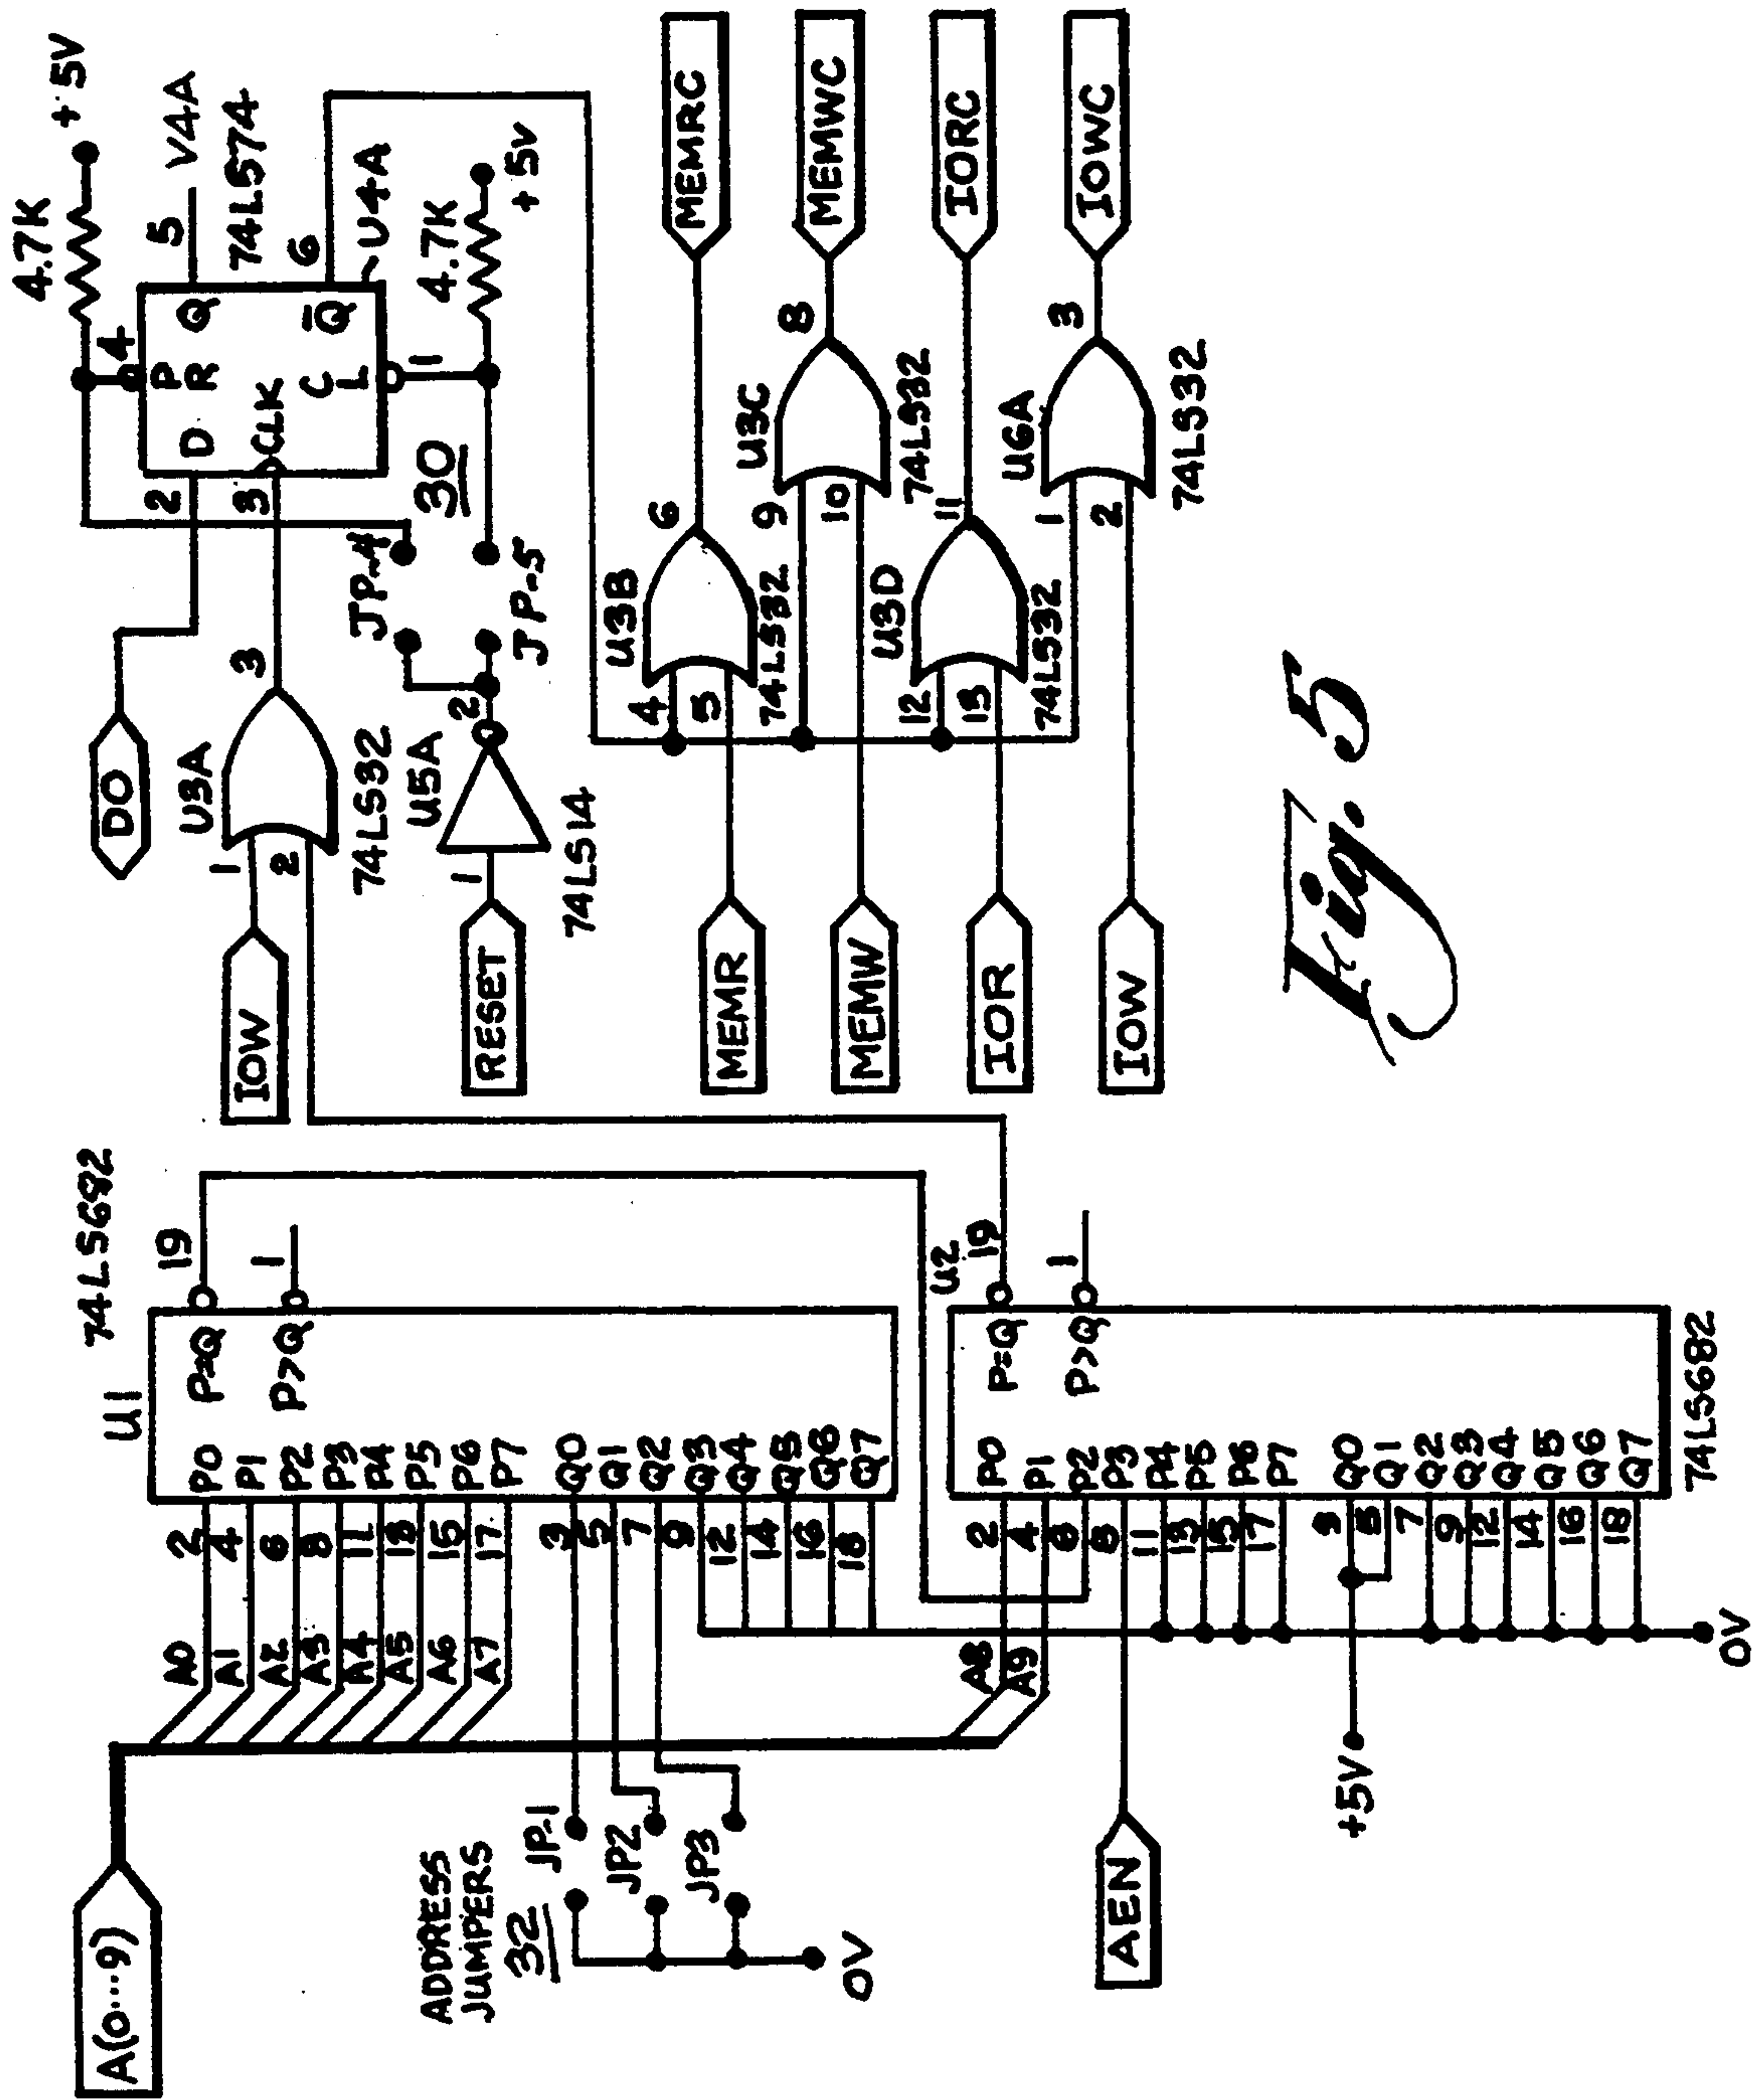 A(0...9)
ADDRESS
JUMPERS
32
JP-1
JP2
JP3
0V
AEN
+5V
0V
A0
A1
A2
A3
A4
A5
A6
A7
A8
A9
U1
74LS682
2 P0
4 P1
6 P2
8 P3
11 P4
13 P5
15 P6
17 P7
3 Q0
5 Q1
7 Q2
9 Q3
12 Q4
14 Q5
16 Q6
18 Q7
P=Q 19
P>Q 1
U2
2 P0
4 P1
6 P2
8 P3
11 P4
13 P5
15 P6
17 P7
3 Q0
5 Q1
7 Q2
9 Q3
12 Q4
14 Q5
16 Q6
18 Q7
P=Q 19
P>Q 1
74LS682
DO
IOW
1
2
U3A
3
74LS32
RESET
1
U5A
2
74LS14
JP-4
JP-5
30
4.7K
+5V
4
PR
2 D
3 CLK
CL
1
Q 5 V4A
Q̅ 6
74LS74
U4A
4.7K
+5V
MEMR
4
5
U3B
6
74LS32
MEMRC
MEMW
9
10
U3C
8
74LS32
MEMWC
IOR
12
13
U3D
11
74LS32
IORC
IOW
1
2
U6A
3
74LS32
IOWC
Fig. 5